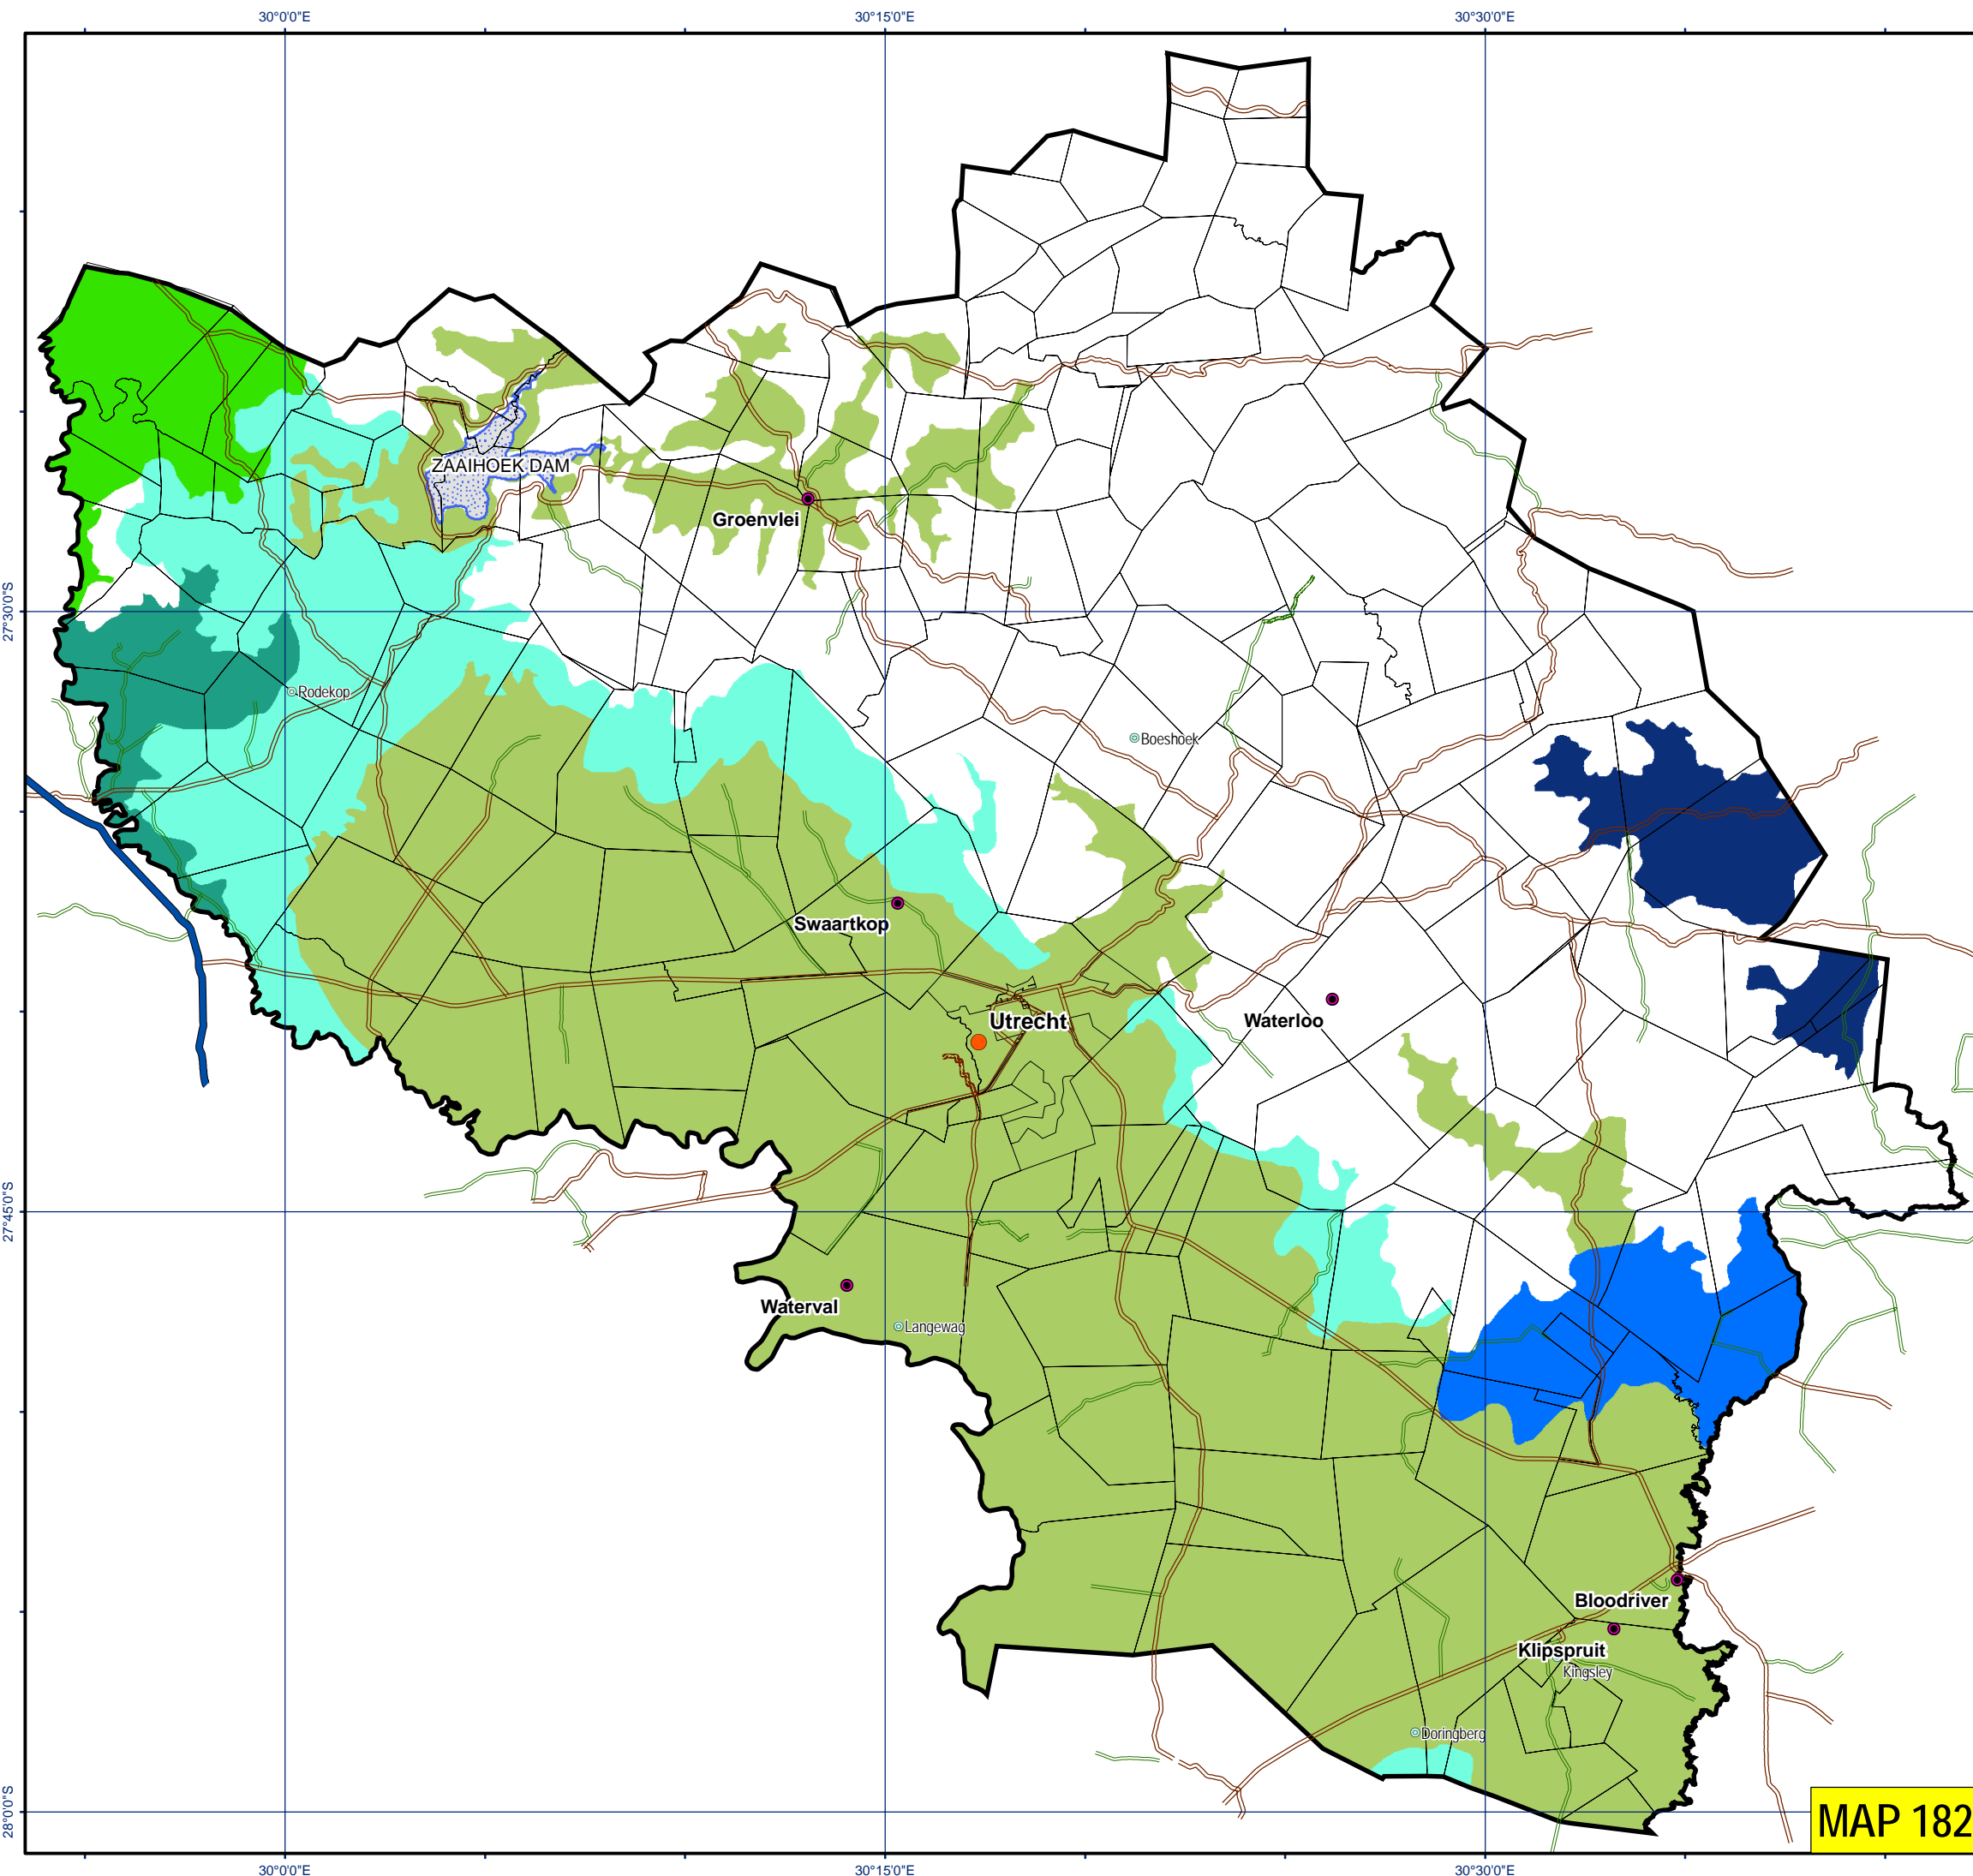 30°0'0"E
30°15'0"E
30°30'0"E
ZAAIHOEK DAM
Groenvlei
27°30'0"S
Rodekop
Boeshoek
Swaartkop
Utrecht
Waterloo
27°45'0"S
Waterval
Langewag
Bloodriver
Klipspruit
Kingsley
Doringberg
28°0'0"S
MAP 182
30°0'0"E
30°15'0"E
30°30'0"E